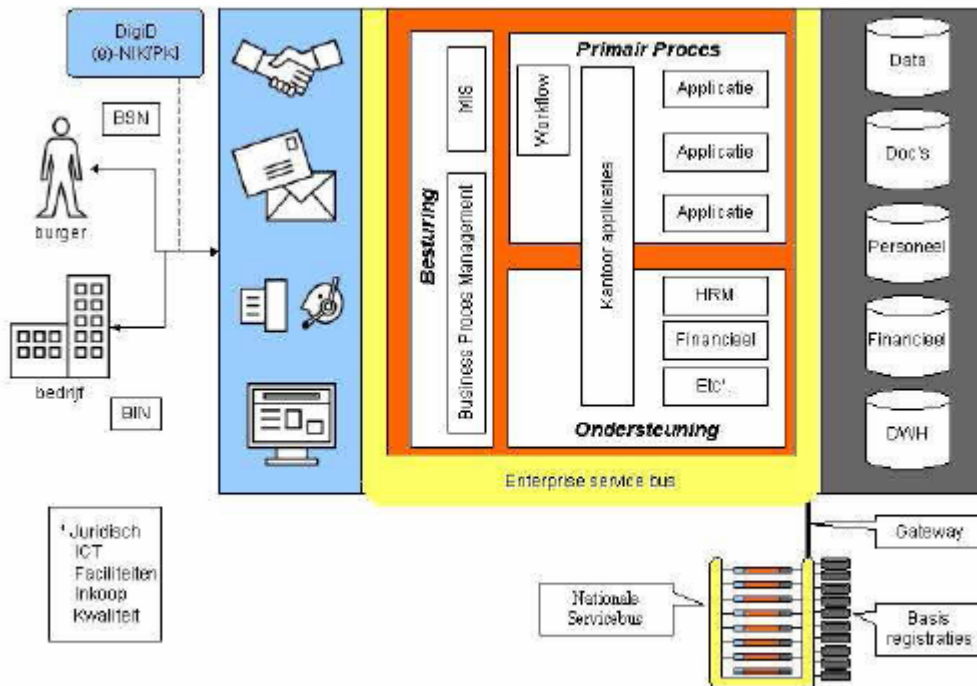 DigiD
(e)-NIK[PKI]
BSN
burger
bedrijf
BIN
* Juridisch
ICT
Faciliteiten
Inkoop
Kwaliteit
Besturing
MIS
Business Proces Management
Primair Proces
Workflow
Kantoor applicaties
Applicatie
Applicatie
Applicatie
HRM
Financieel
Etc*.
Ondersteuning
Enterprise service bus
Data
Doc's
Personeel
Financieel
DWH
Gateway
Nationale
Servicebus
Basis
registraties